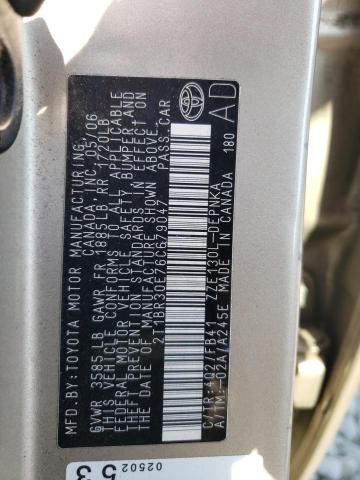 MFD.BY:TOYOTA MOTOR MANUFACTURING
CANADA, INC. 05/06
GVWR 3585LB GAWR FR 1885LB RR 1720LB
THIS VEHICLE CONFORMS TO ALL APPLICABLE
FEDERAL MOTOR VEHICLE SAFETY, BUMPER,AND
THEFT PREVENTION STANDARDS IN EFFECT ON
THE DATE OF MANUFACTURE SHOWN ABOVE.
2T1BR30E76C679047 PASS.CAR
C/TR:4Q2/FB41 ZZE130L-DEPNKA
A/TM:-02A/A245E MADE IN CANADA 180
AD
02502
53